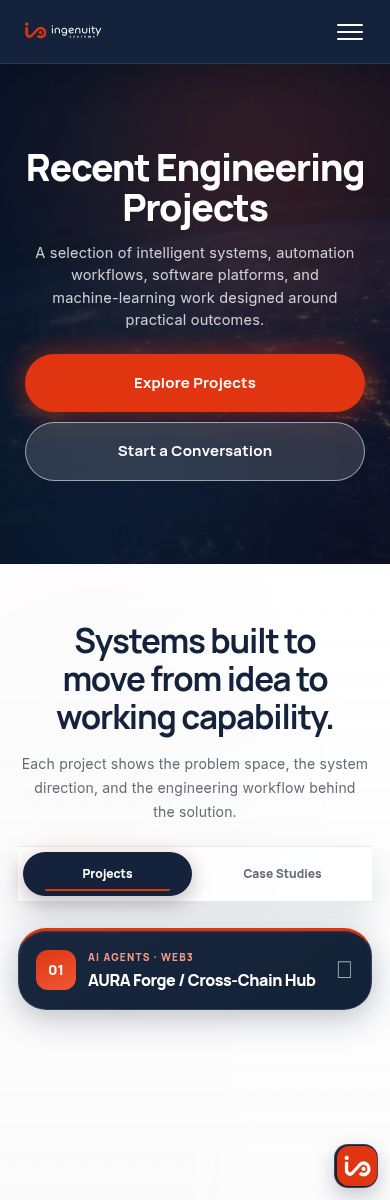 ingenuity
systems
Recent Engineering
Projects
A selection of intelligent systems, automation
workflows, software platforms, and
machine-learning work designed around
practical outcomes.
Explore Projects
Start a Conversation
Systems built to
move from idea to
working capability.
Each project shows the problem space, the system
direction, and the engineering workflow behind
the solution.
Projects
Case Studies
01
AI AGENTS · WEB3
AURA Forge / Cross-Chain Hub